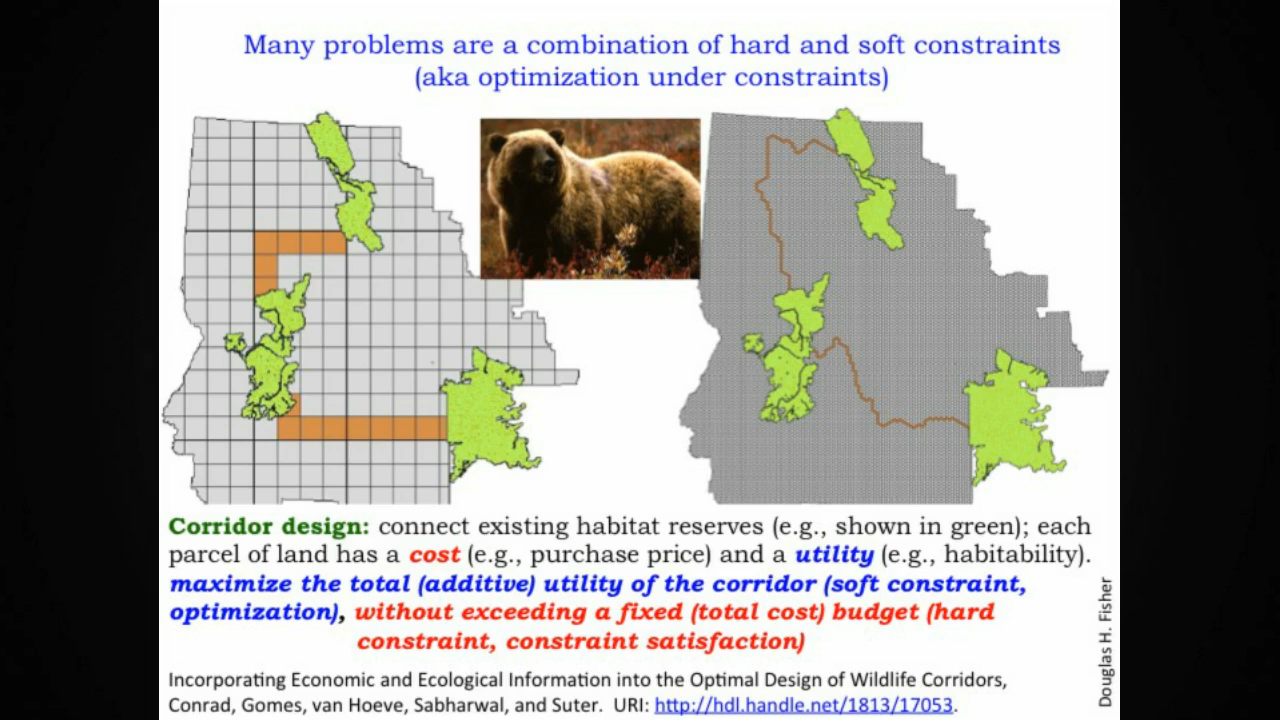 Many problems are a combination of hard and soft constraints
(aka optimization under constraints)
Corridor design: connect existing habitat reserves (e.g., shown in green); each
parcel of land has a cost (e.g., purchase price) and a utility (e.g., habitability).
maximize the total (additive) utility of the corridor (soft constraint,
optimization), without exceeding a fixed (total cost) budget (hard
constraint, constraint satisfaction)
Incorporating Economic and Ecological Information into the Optimal Design of Wildlife Corridors,
Conrad, Gomes, van Hoeve, Sabharwal, and Suter. URI: http://hdl.handle.net/1813/17053.
Douglas H. Fisher